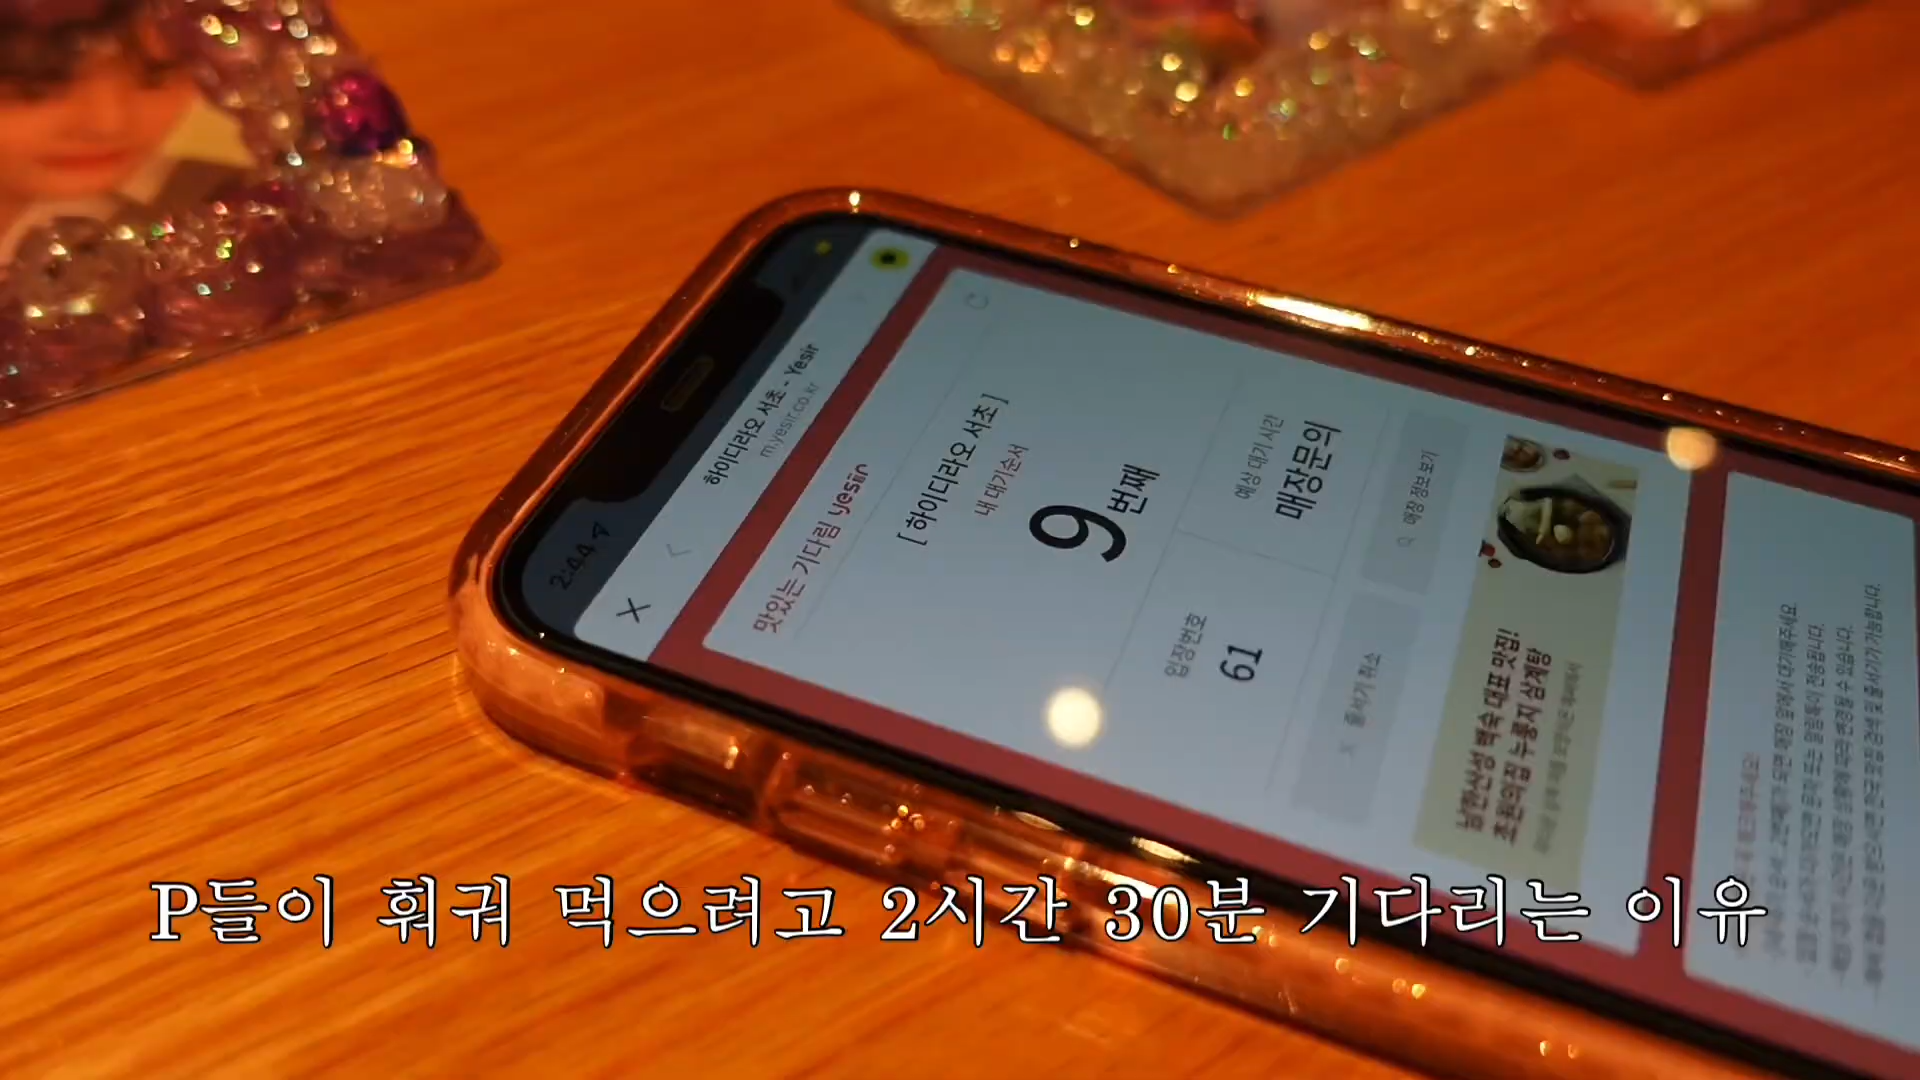 2:44
하이디라오 서초 - Yesir
m.yesir.co.kr
맛있는 기다림 yesir
[ 하이디라오 서초 ]
내 대기순서
9번째
입장번호
61
예상 대기 시간
매장문의
줄서기 취소
매장 정보 보기
남한산성 백숙 대표 맛집!
초원의집 누룽지 삼계탕
P들이 훠궈 먹으려고 2시간 30분 기다리는 이유